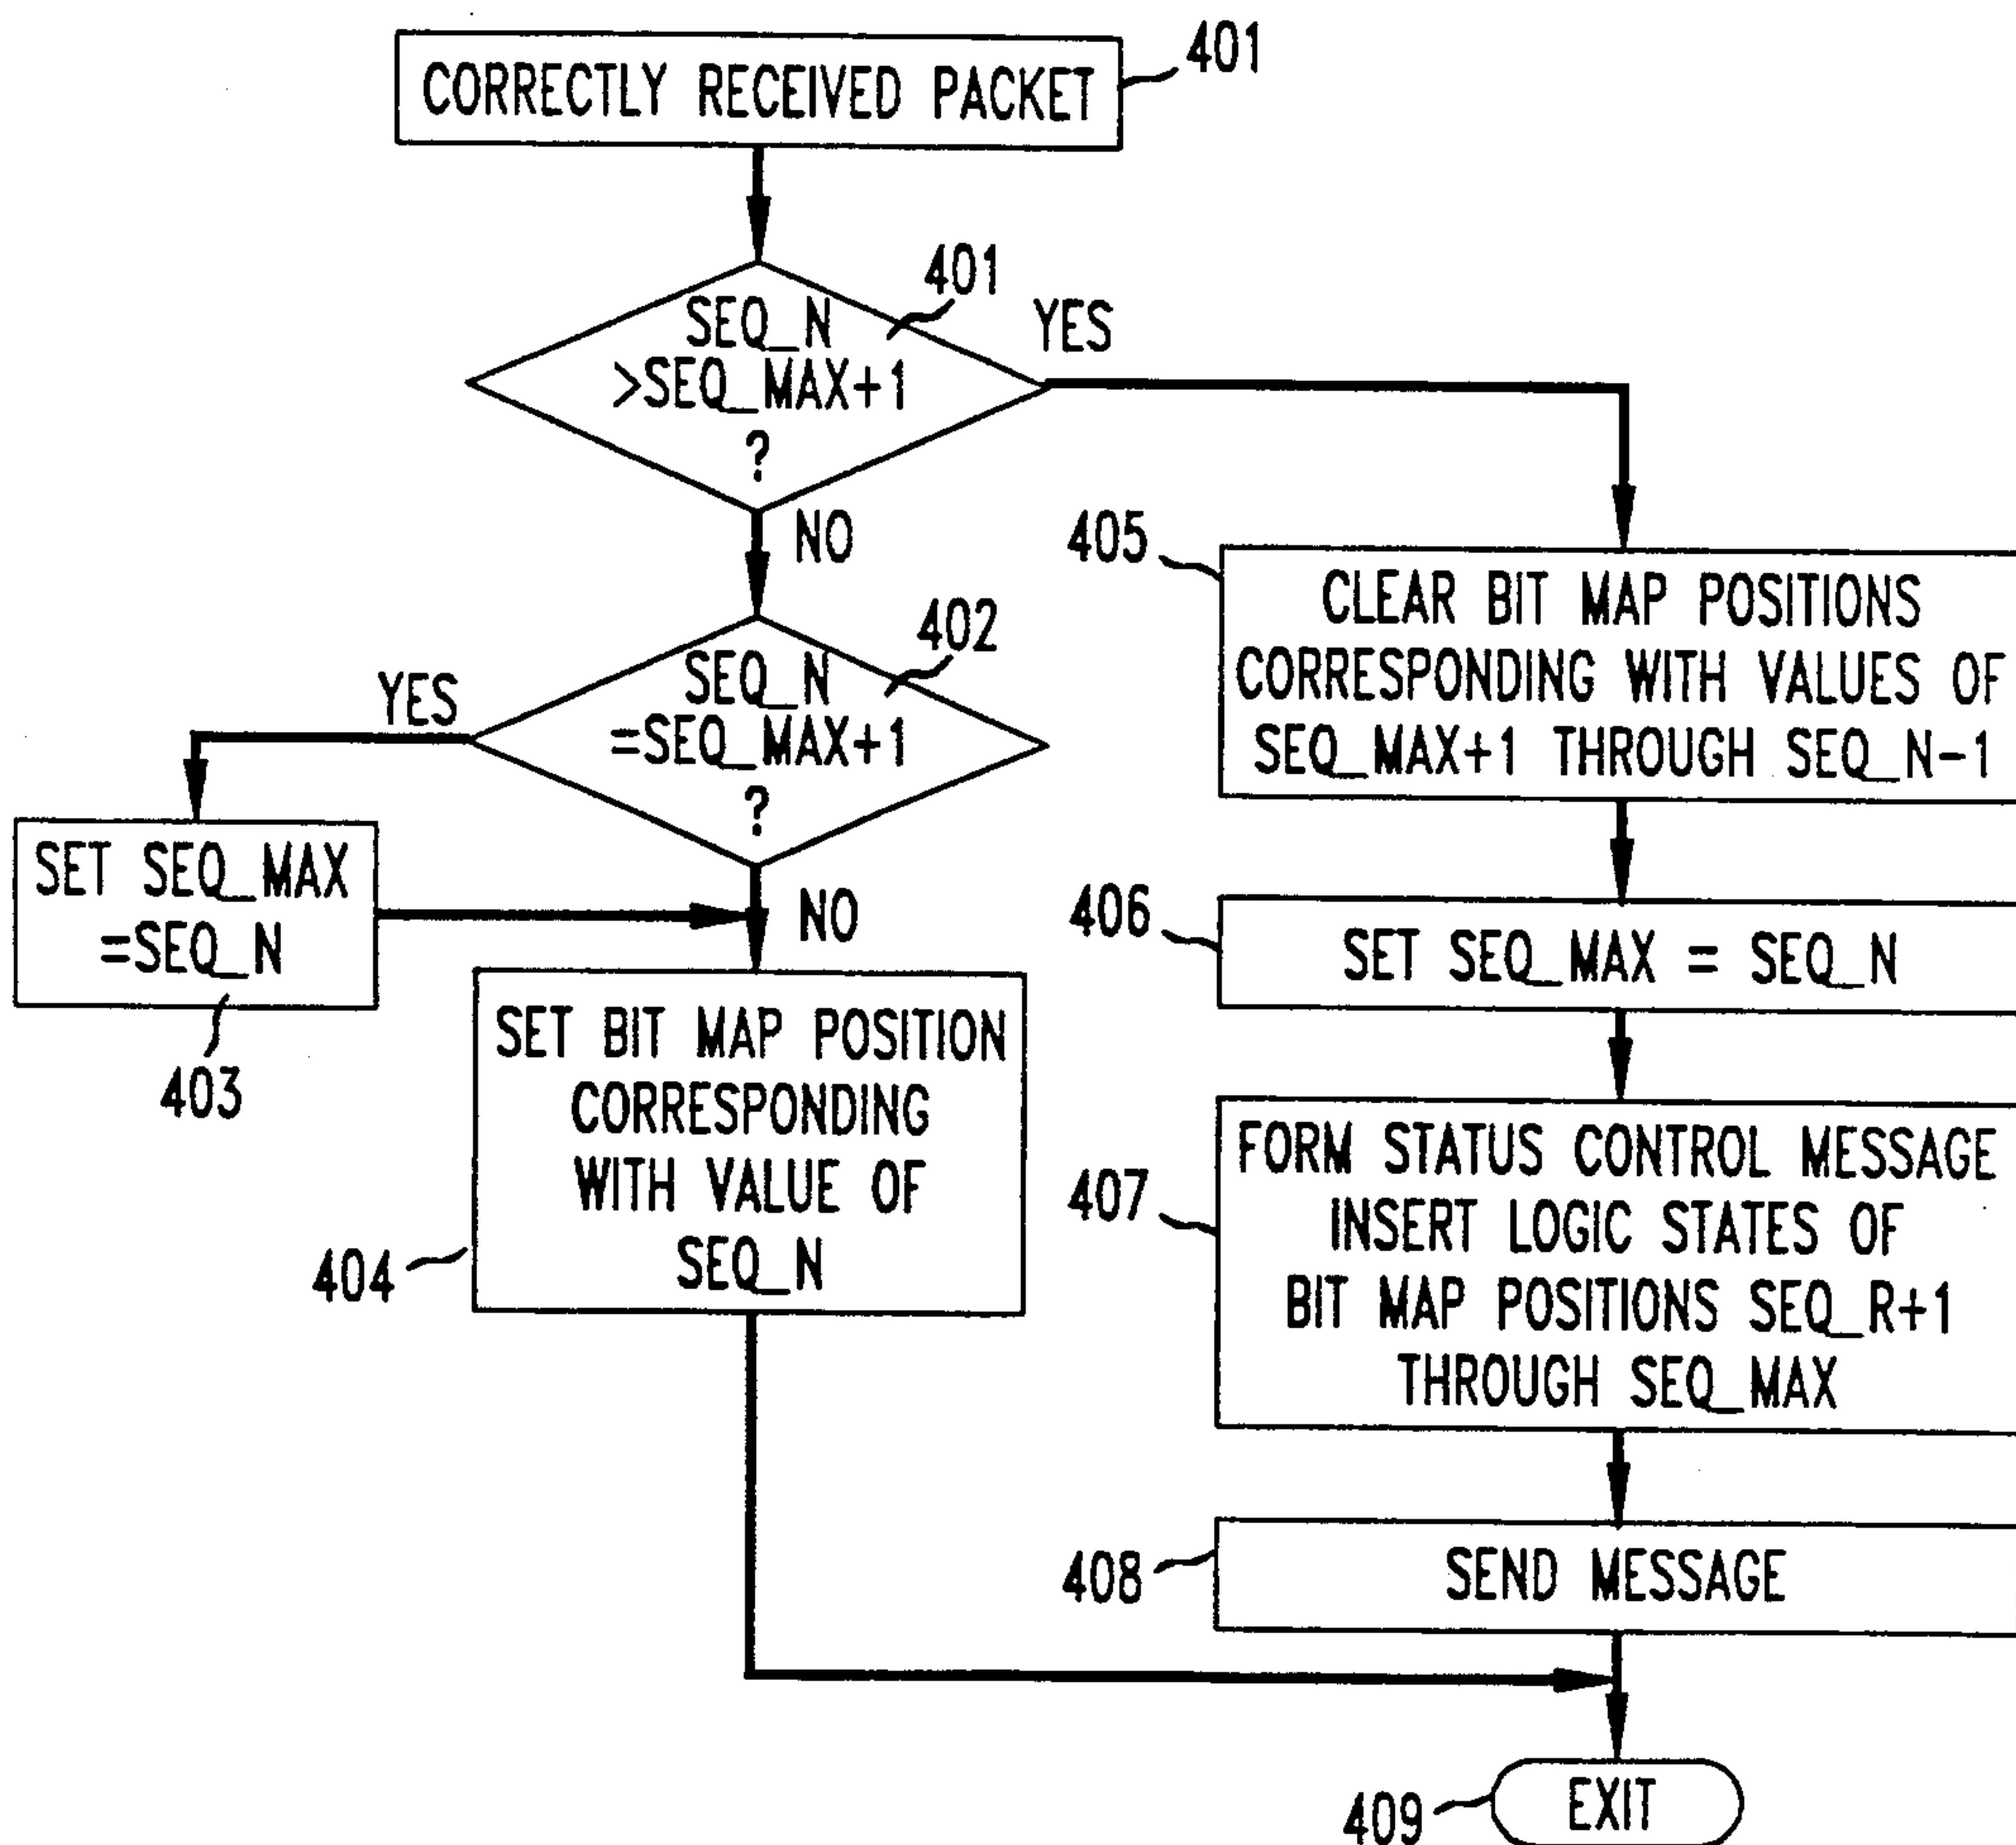 CORRECTLY RECEIVED PACKET
401
SEQ_N
>SEQ_MAX+1
?
401
YES
NO
SEQ_N
=SEQ_MAX+1
?
402
YES
NO
SET SEQ_MAX
=SEQ_N
403
SET BIT MAP POSITION
CORRESPONDING
WITH VALUE OF
SEQ_N
404
405
CLEAR BIT MAP POSITIONS
CORRESPONDING WITH VALUES OF
SEQ_MAX+1 THROUGH SEQ_N-1
406
SET SEQ_MAX = SEQ_N
407
FORM STATUS CONTROL MESSAGE
INSERT LOGIC STATES OF
BIT MAP POSITIONS SEQ_R+1
THROUGH SEQ_MAX
408
SEND MESSAGE
409
EXIT